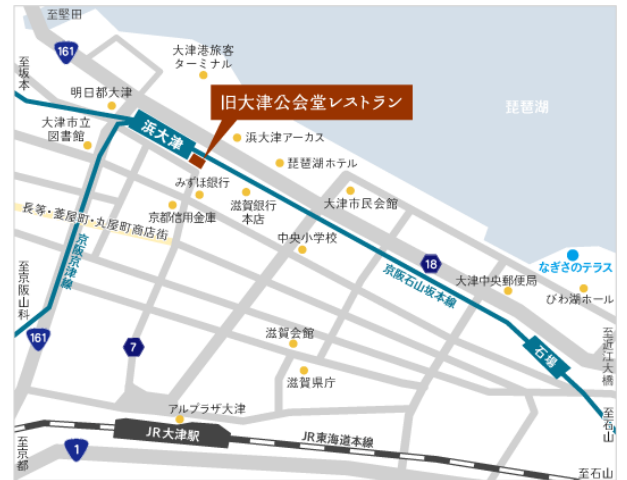 至堅田
161
至坂本
大津港旅客
ターミナル
明日都大津
旧大津公会堂レストラン
琵琶湖
大津市立
図書館
浜大津
浜大津アーカス
琵琶湖ホテル
みずほ銀行
京都信用金庫
滋賀銀行
本店
大津市民会館
長等・菱屋町・丸屋町商店街
中央小学校
京阪京津線
至京阪山科
18
京阪石山坂本線
大津中央郵便局
なぎさのテラス
びわ湖ホール
161
7
滋賀会館
石場
至近江大橋
滋賀県庁
アルプラザ大津
至石山
JR大津駅
JR東海道本線
至京都
1
至石山